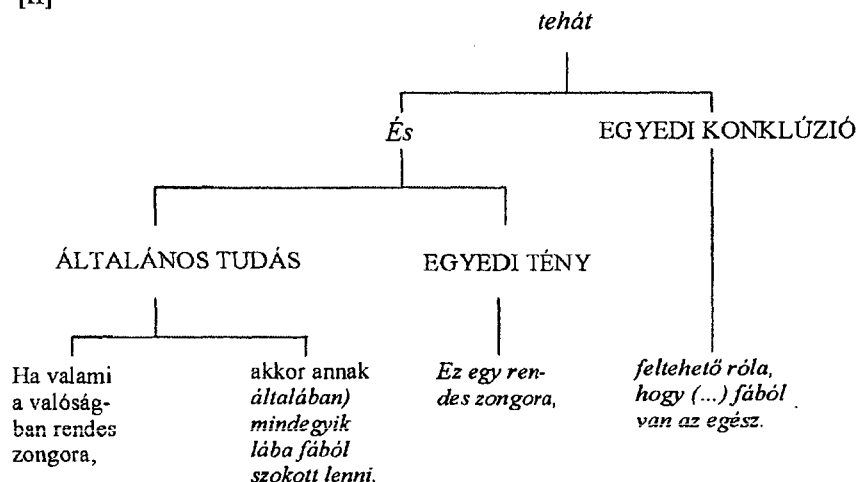 tehát
És
EGYEDI KONKLÚZIÓ
ÁLTALÁNOS TUDÁS
EGYEDI TÉNY
Ha valami
a valóság-
ban rendes
zongora,
akkor annak
általában)
mindegyik
lába fából
szokott lenni,
Ez egy ren-
des zongora,
feltehető róla,
hogy (...) fából
van az egész.